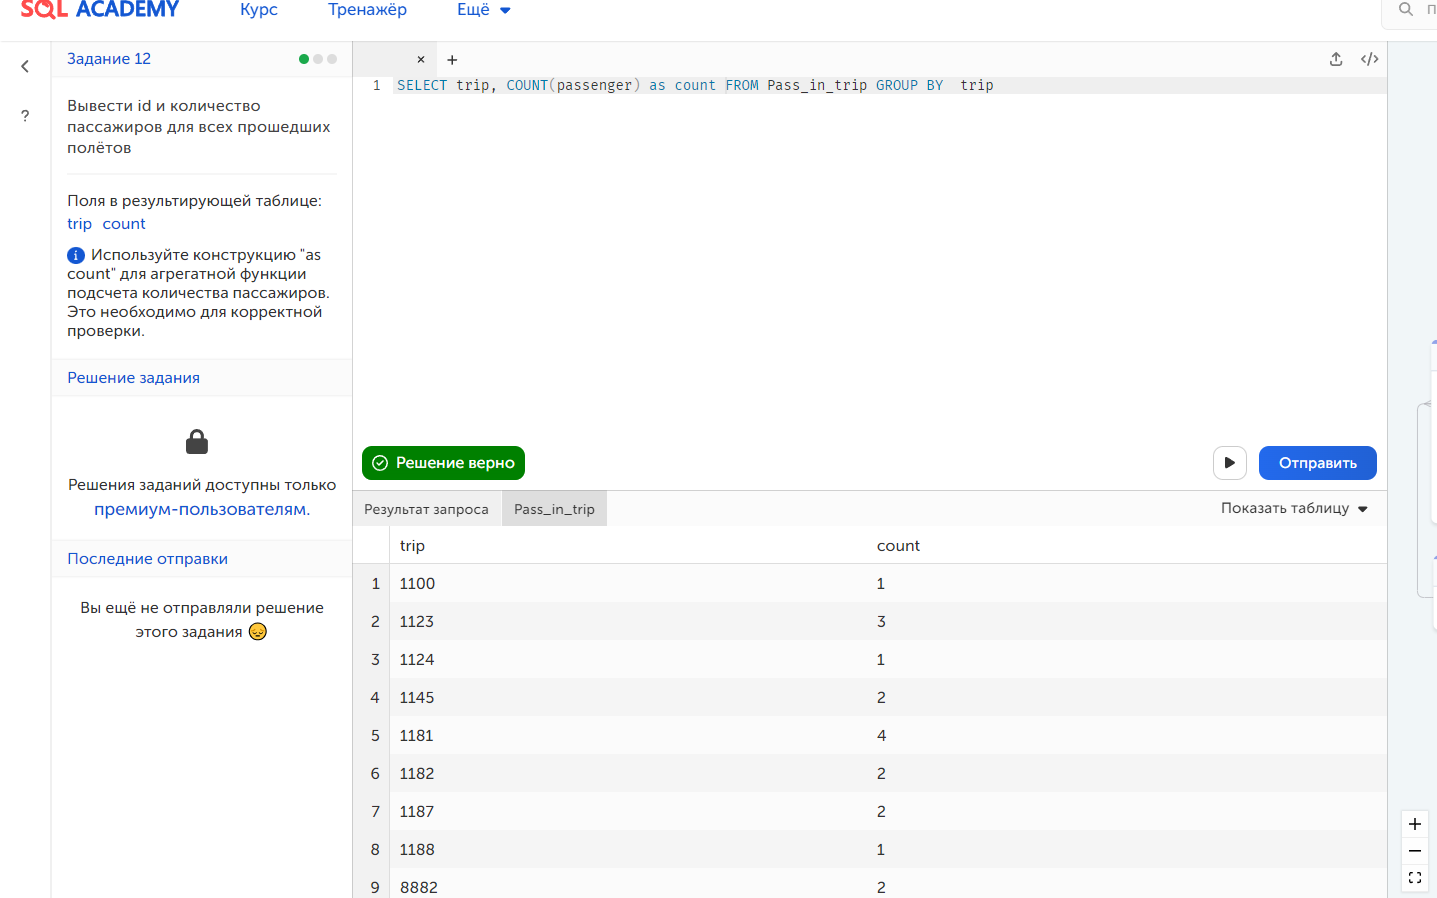 SQL ACADEMY
Курс
Тренажёр
Ещё
Задание 12
Вывести id и количество
пассажиров для всех прошедших
полётов
Поля в результирующей таблице:
trip count
Используйте конструкцию "as
count" для агрегатной функции
подсчета количества пассажиров.
Это необходимо для корректной
проверки.
Решение задания
Решения заданий доступны только
премиум-пользователям.
Последние отправки
Вы ещё не отправляли решение
этого задания
1 SELECT trip, COUNT(passenger) as count FROM Pass_in_trip GROUP BY  trip
Решение верно
Отправить
Результат запроса
Pass_in_trip
Показать таблицу
trip count
1 1100 1
2 1123 3
3 1124 1
4 1145 2
5 1181 4
6 1182 2
7 1187 2
8 1188 1
9 8882 2